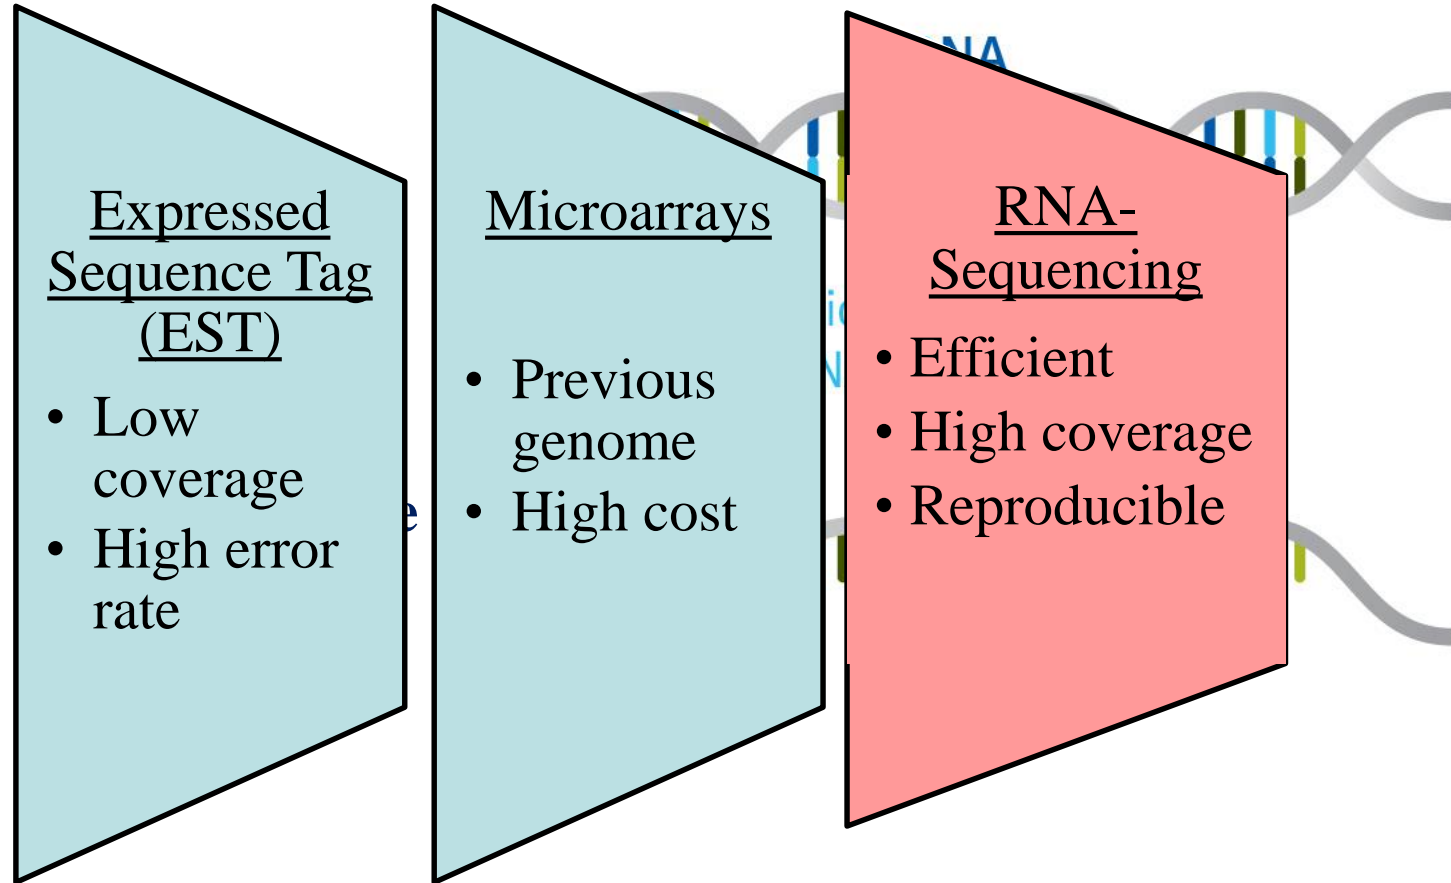 Expressed
Sequence Tag
(EST)
• Low
coverage
• High error
rate
Microarrays
• Previous
genome
• High cost
RNA-
Sequencing
• Efficient
• High coverage
• Reproducible